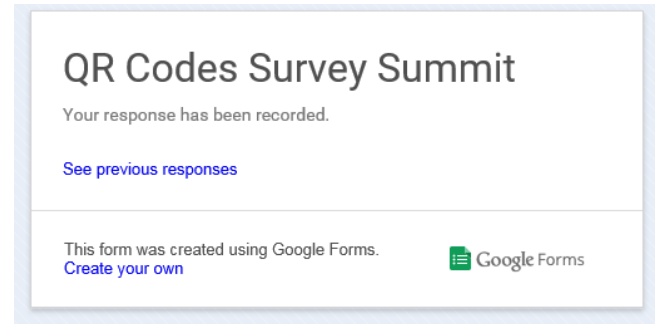 QR Codes Survey Summit
Your response has been recorded.
See previous responses
This form was created using Google Forms.
Create your own
Google Forms